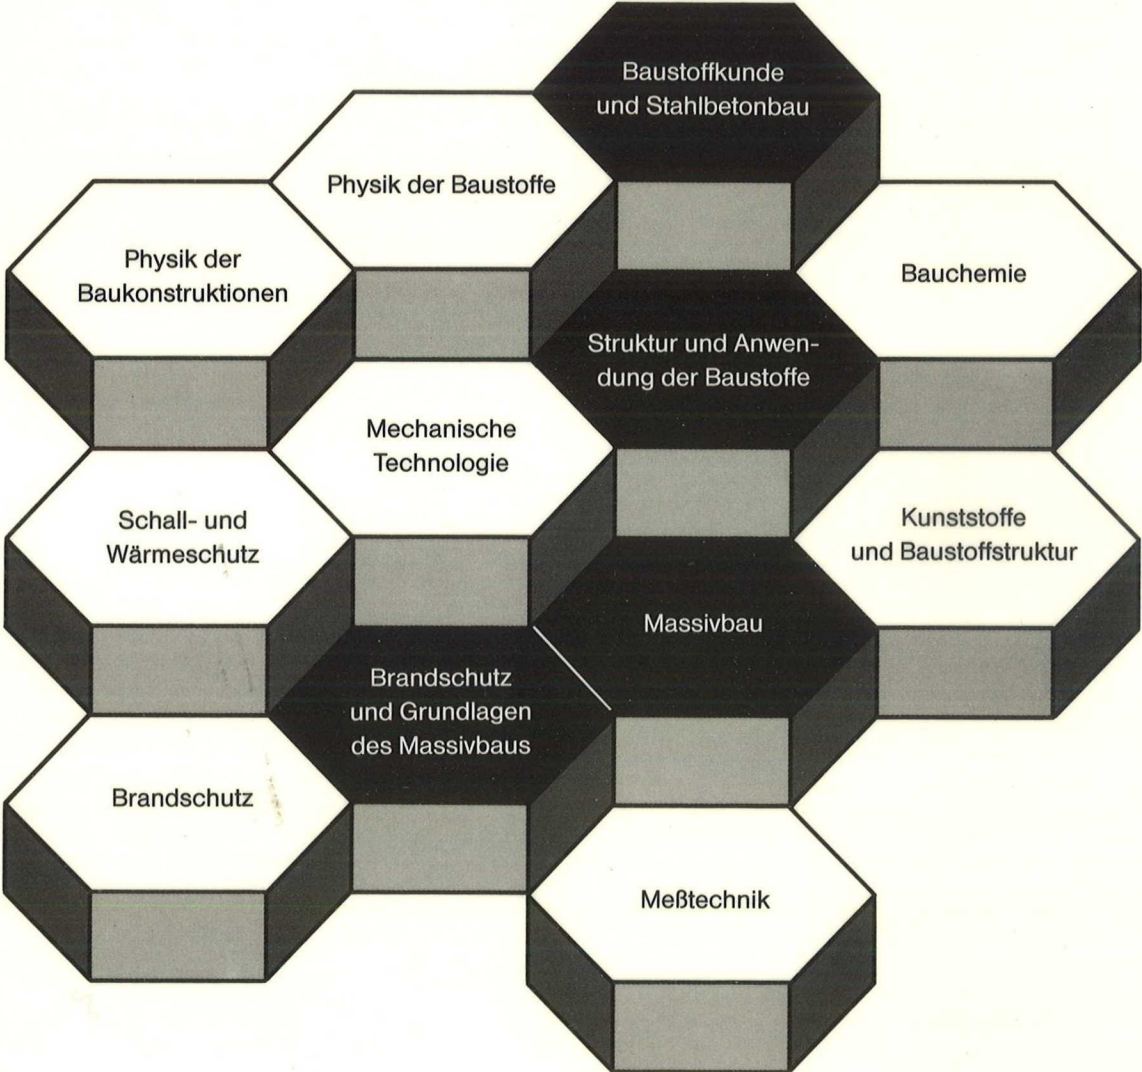 Baustoffkunde
und Stahlbetonbau
Physik der Baustoffe
Physik der
Baukonstruktionen
Bauchemie
Struktur und Anwen-
dung der Baustoffe
Mechanische
Technologie
Schall- und
Wärmeschutz
Kunststoffe
und Baustoffstruktur
Massivbau
Brandschutz
und Grundlagen
des Massivbaus
Brandschutz
Meßtechnik